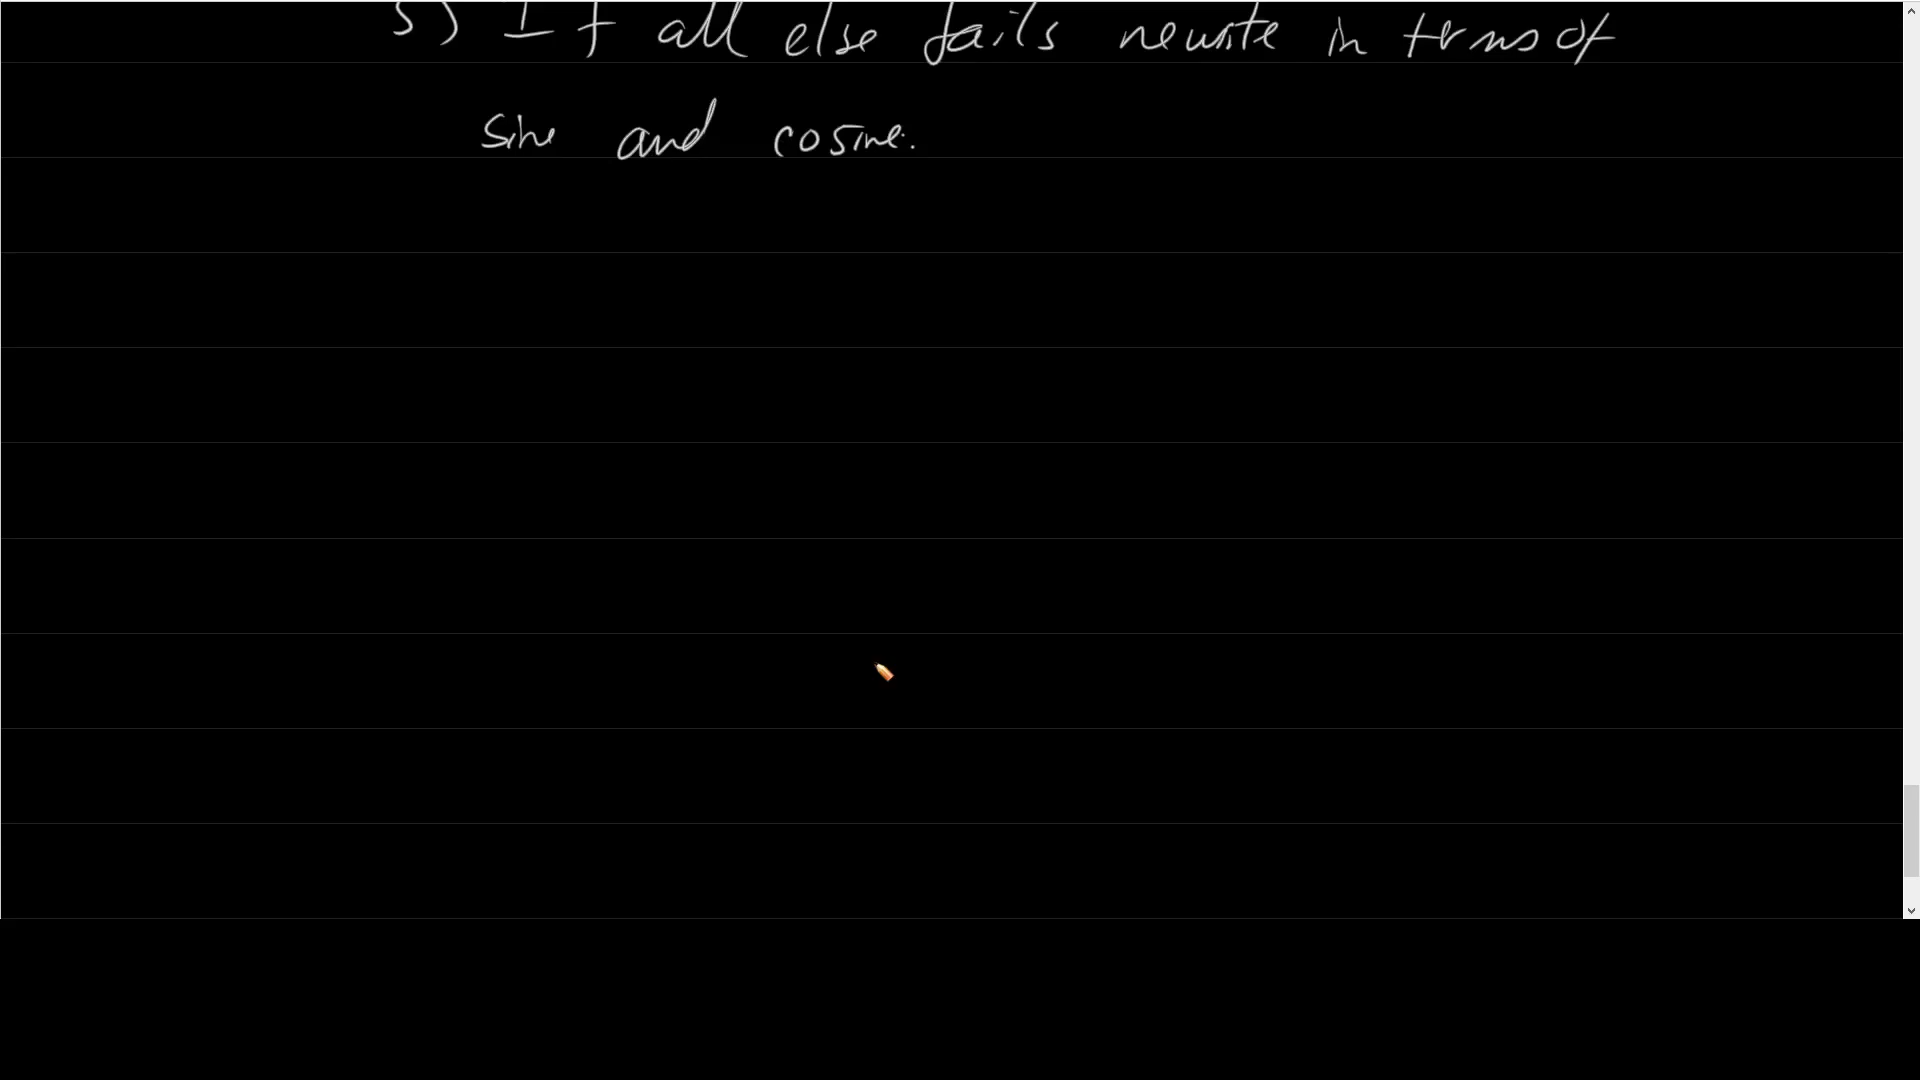 5) If all else fails rewrite in terms of
sine and cosine.